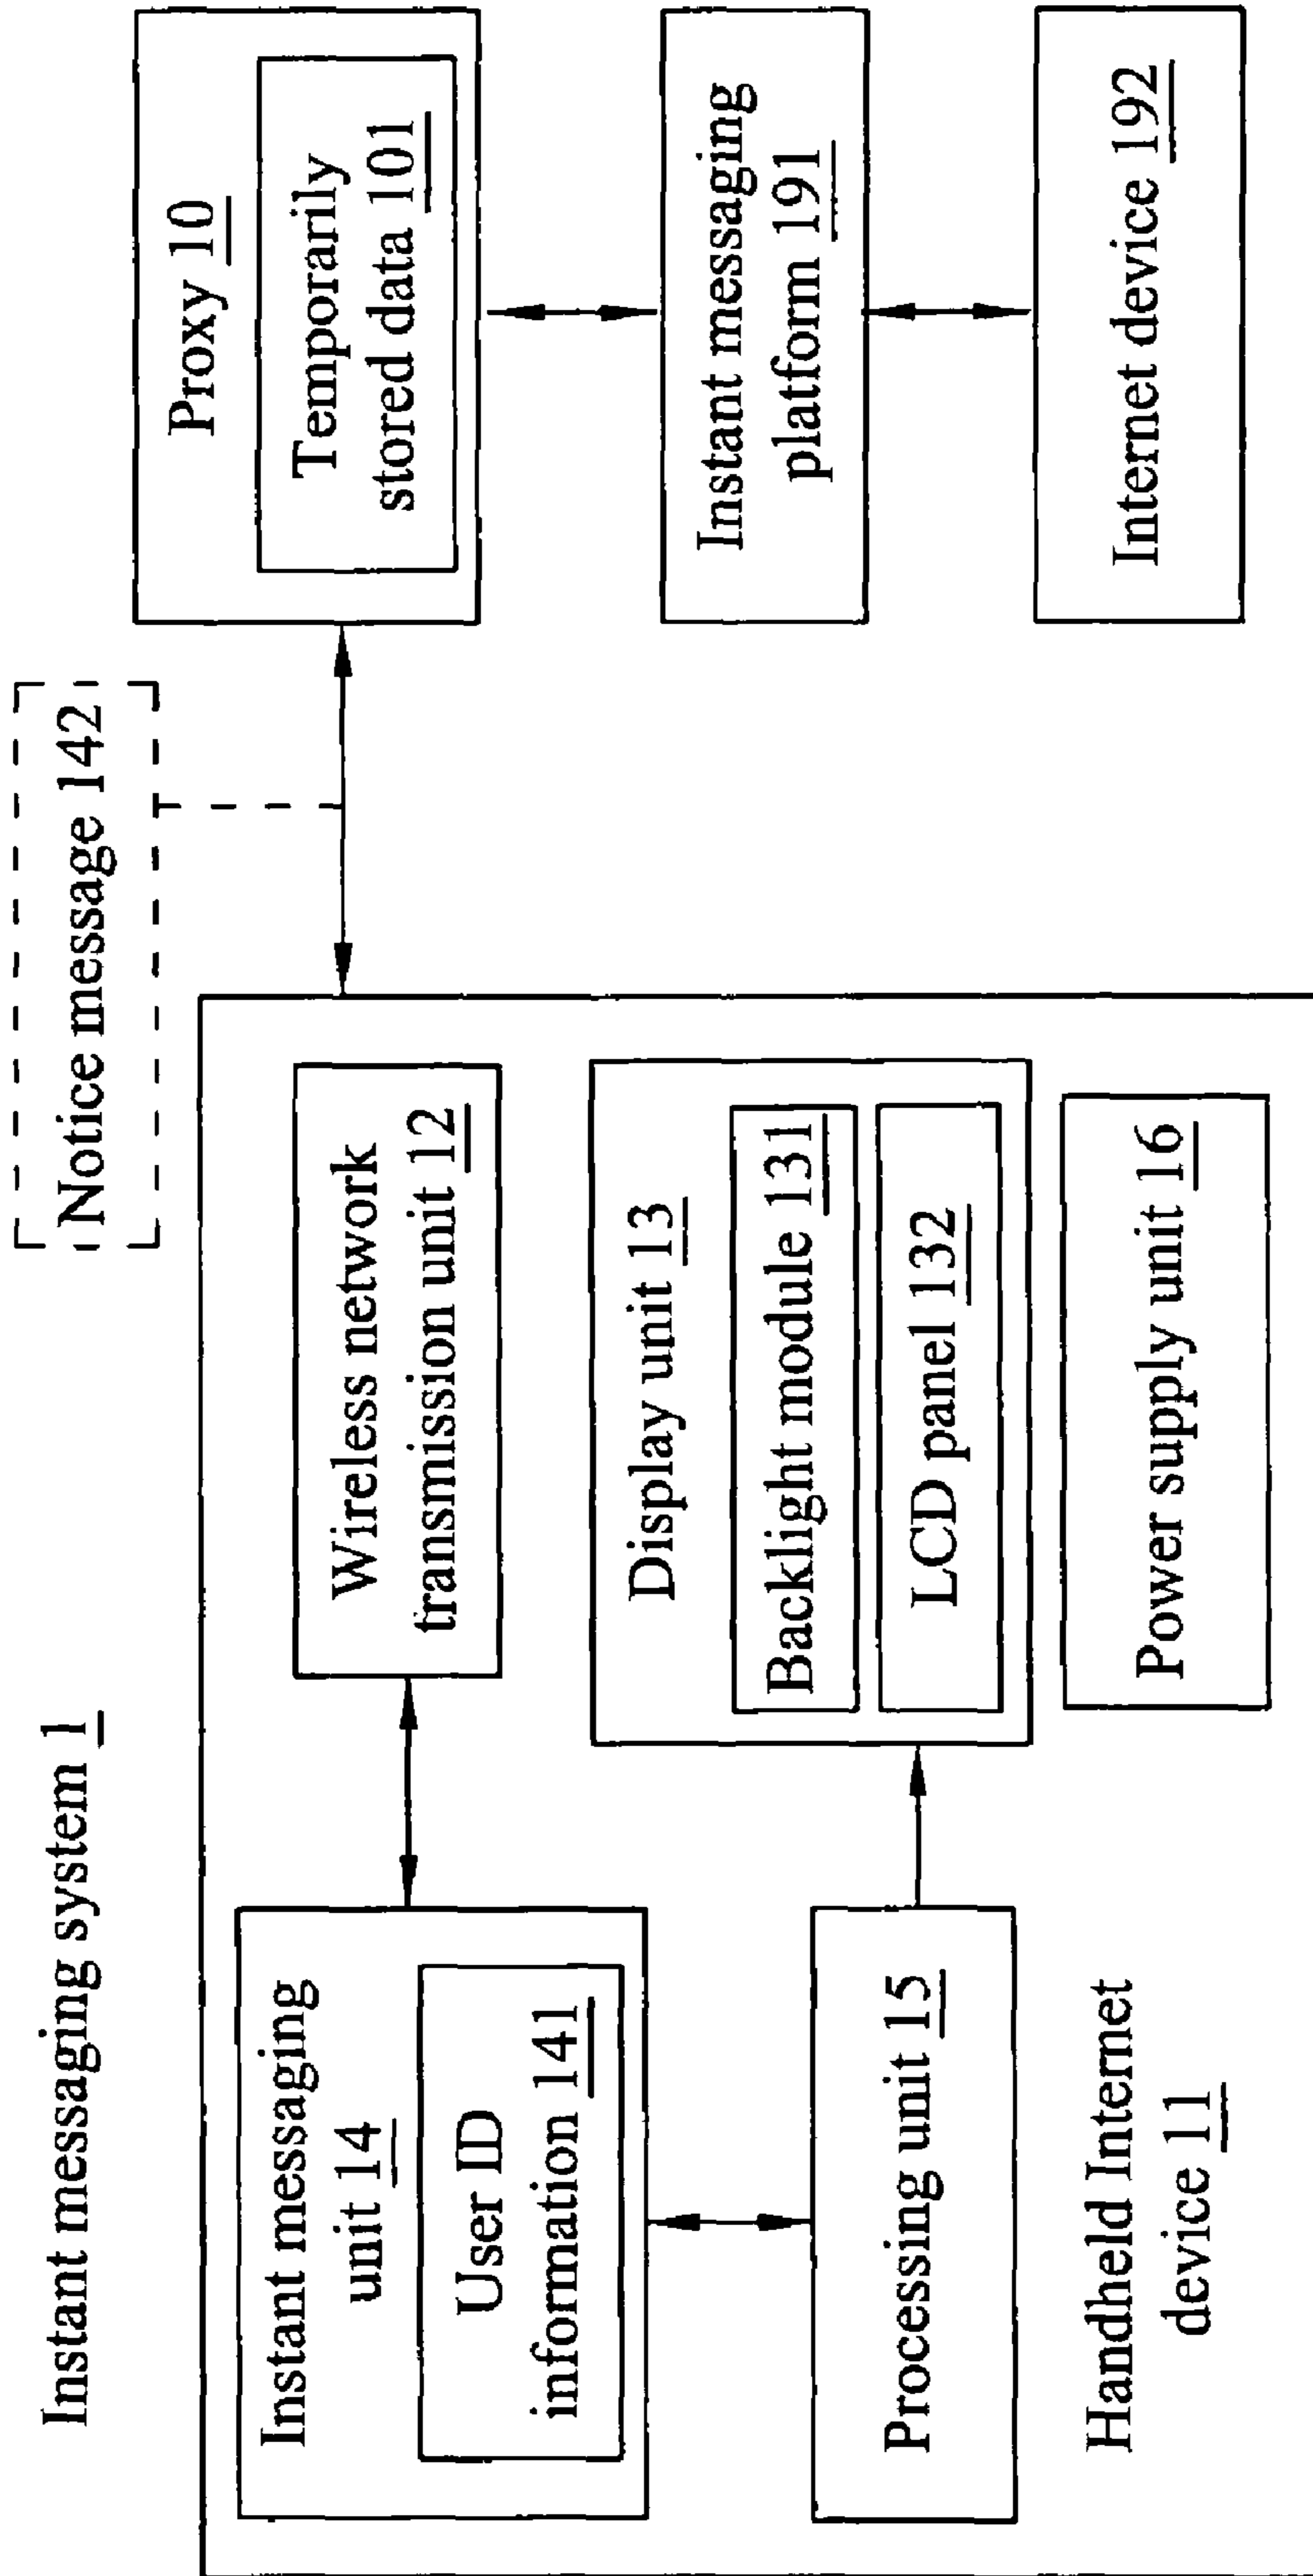 Instant messaging system 1
Notice message 142
Instant messaging
unit 14
User ID
information 141
Wireless network
transmission unit 12
Processing unit 15
Display unit 13
Backlight module 131
LCD panel 132
Power supply unit 16
Handheld Internet
device 11
Proxy 10
Temporarily
stored data 101
Instant messaging
platform 191
Internet device 192